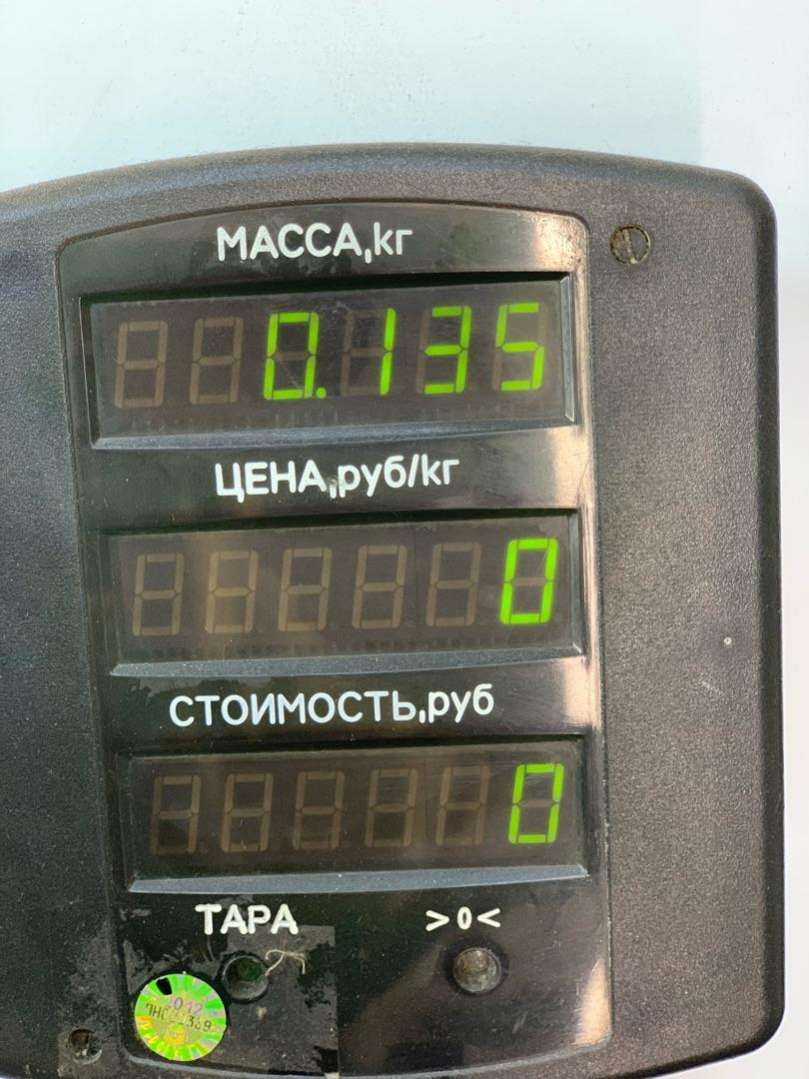 МАССА,кг
0.135
ЦЕНА,руб/кг
0
СТОИМОСТЬ,руб
0
ТАРА >0<